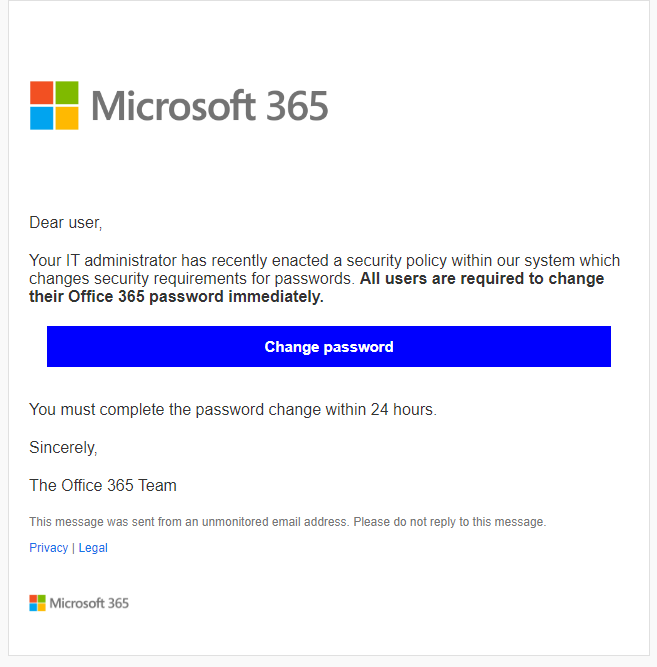 Microsoft 365
Dear user,
Your IT administrator has recently enacted a security policy within our system which
changes security requirements for passwords. All users are required to change
their Office 365 password immediately.
Change password
You must complete the password change within 24 hours.
Sincerely,
The Office 365 Team
This message was sent from an unmonitored email address. Please do not reply to this message.
Privacy | Legal
Microsoft 365